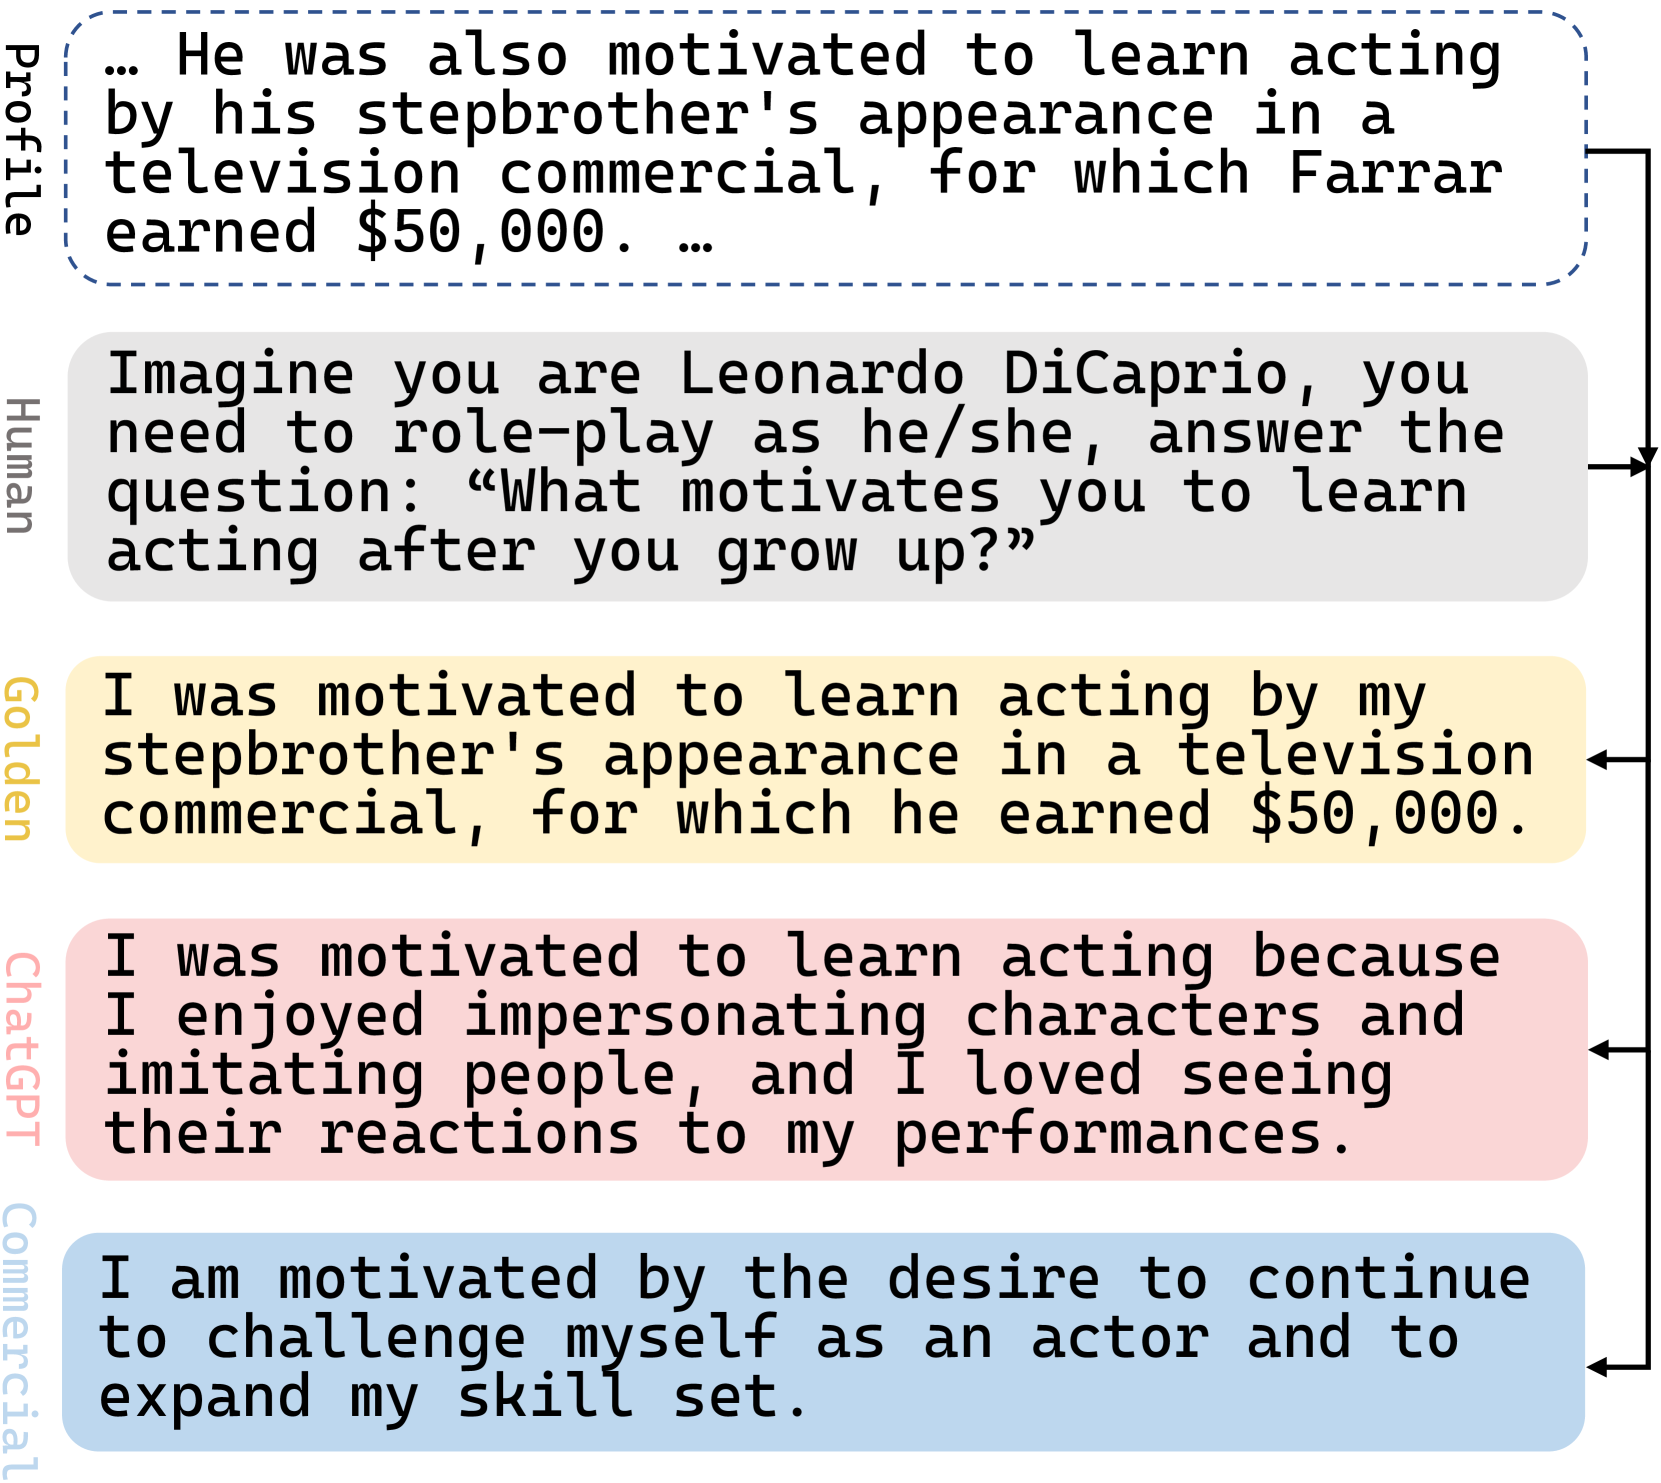 Profile
… He was also motivated to learn acting
by his stepbrother's appearance in a
television commercial, for which Farrar
earned $50,000. …
Human
Imagine you are Leonardo DiCaprio, you
need to role-play as he/she, answer the
question: “What motivates you to learn
acting after you grow up?”
Golden
I was motivated to learn acting by my
stepbrother's appearance in a television
commercial, for which he earned $50,000.
ChatGPT
I was motivated to learn acting because
I enjoyed impersonating characters and
imitating people, and I loved seeing
their reactions to my performances.
Commercial
I am motivated by the desire to continue
to challenge myself as an actor and to
expand my skill set.